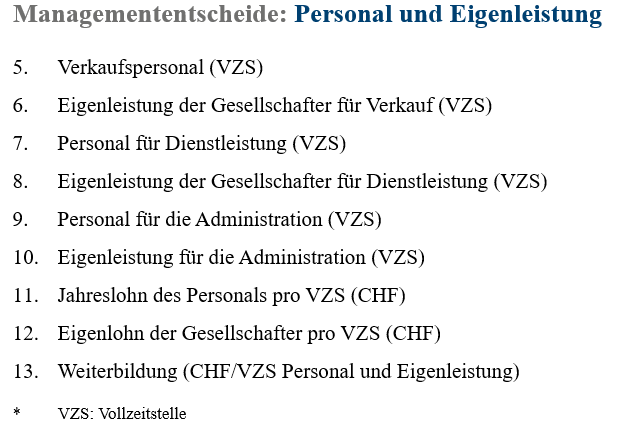 Managemententscheide: Personal und Eigenleistung
5. Verkaufspersonal (VZS)
6. Eigenleistung der Gesellschafter für Verkauf (VZS)
7. Personal für Dienstleistung (VZS)
8. Eigenleistung der Gesellschafter für Dienstleistung (VZS)
9. Personal für die Administration (VZS)
10. Eigenleistung für die Administration (VZS)
11. Jahreslohn des Personals pro VZS (CHF)
12. Eigenlohn der Gesellschafter pro VZS (CHF)
13. Weiterbildung (CHF/VZS Personal und Eigenleistung)
* VZS: Vollzeitstelle